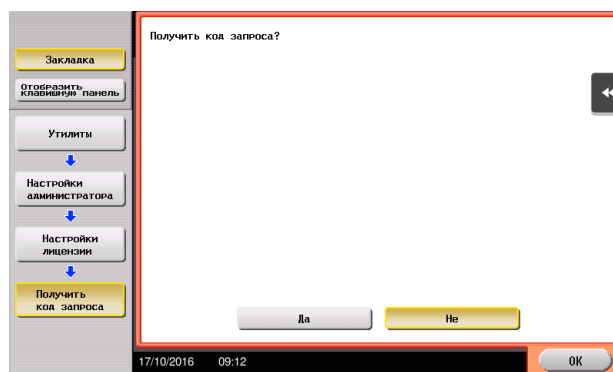 Получить код запроса?
Закладка
Отобразить
клавишную панель
Утилиты
Настройки
администратора
Настройки
лицензии
Получить
код запроса
Да
Не
17/10/2016 09:12
OK